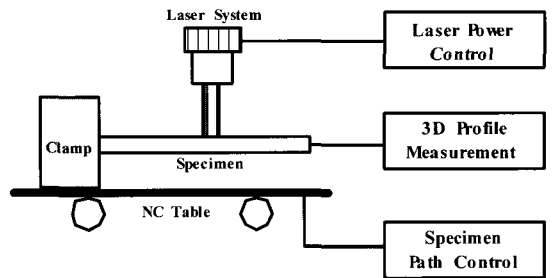 Laser System
Laser Power
Control
Clamp
Specimen
3D Profile
Measurement
NC Table
Specimen
Path Control